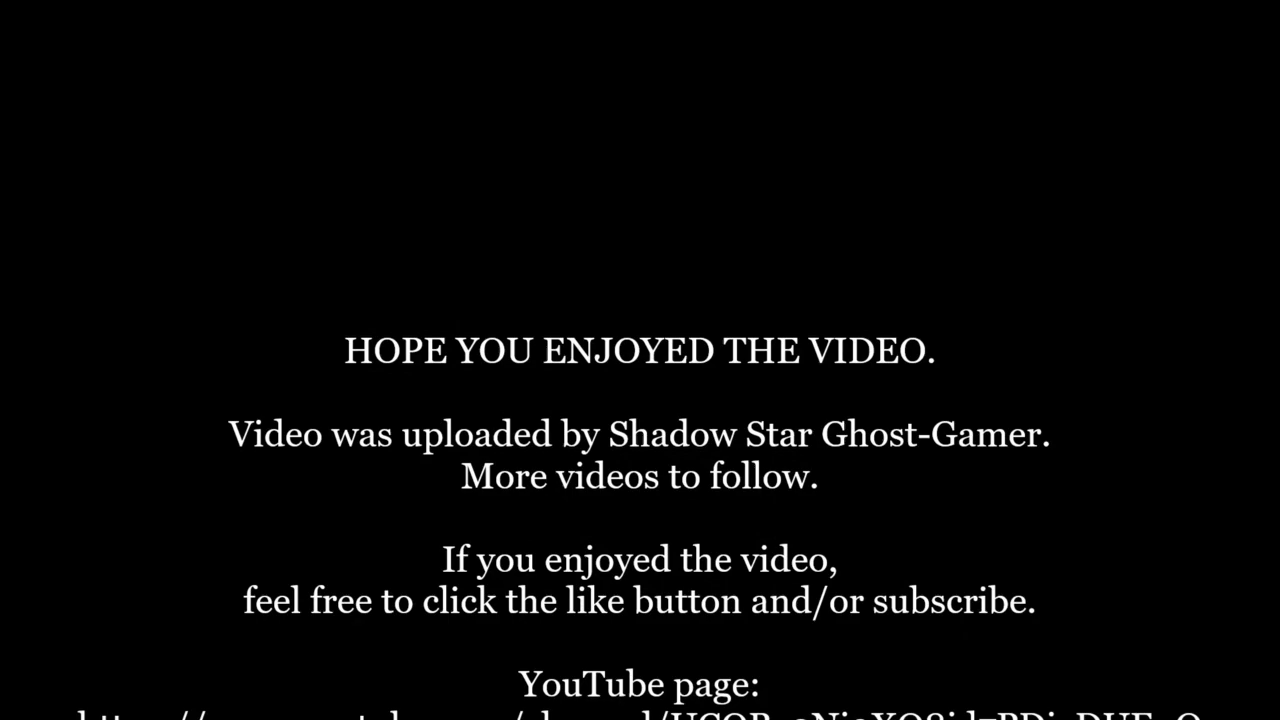 HOPE YOU ENJOYED THE VIDEO.
Video was uploaded by Shadow Star Ghost-Gamer.
More videos to follow.
If you enjoyed the video,
feel free to click the like button and/or subscribe.
YouTube page: